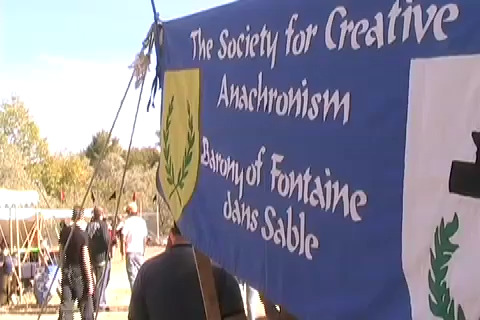 The Society for Creative
Anachronism
Barony of Fontaine
dans Sable